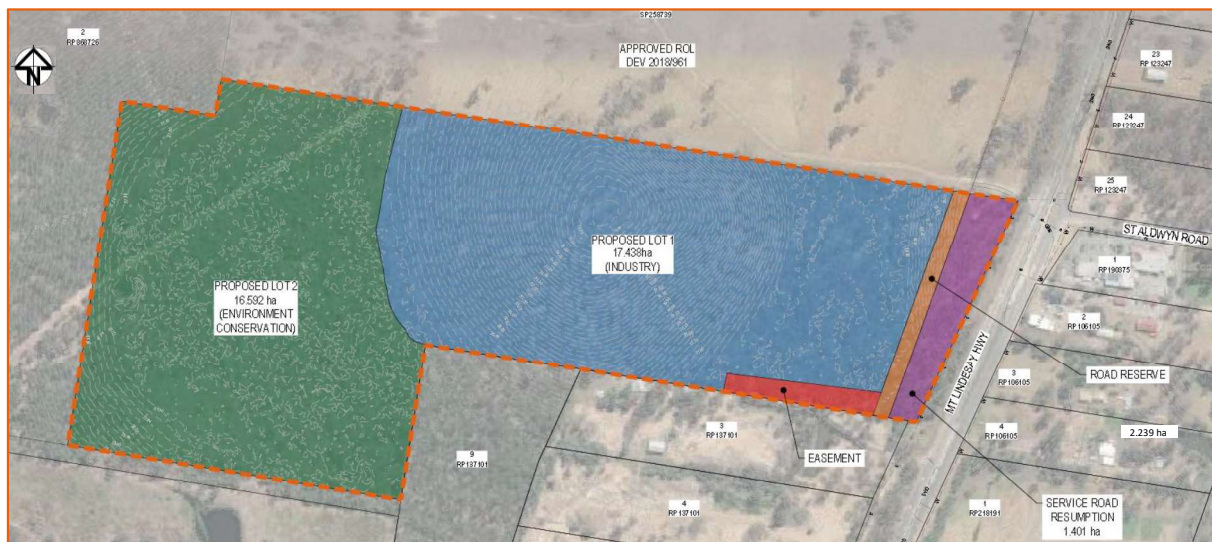 SP258739
2
RP868726
N
APPROVED ROL
DEV 2018/961
23
RP123247
24
RP123247
25
RP123247
ST ALDWYN ROAD
PROPOSED LOT 1
17.438ha
(INDUSTRY)
1
RP190875
PROPOSED LOT 2
16.592 ha
(ENVIRONMENT
CONSERVATION)
2
RP106105
MT LINDESAY HWY
3
RP106105
ROAD RESERVE
3
RP137101
4
RP106105
2.239 ha
9
RP137101
EASEMENT
4
RP137101
1
RP218191
SERVICE ROAD
RESUMPTION
1.401 ha